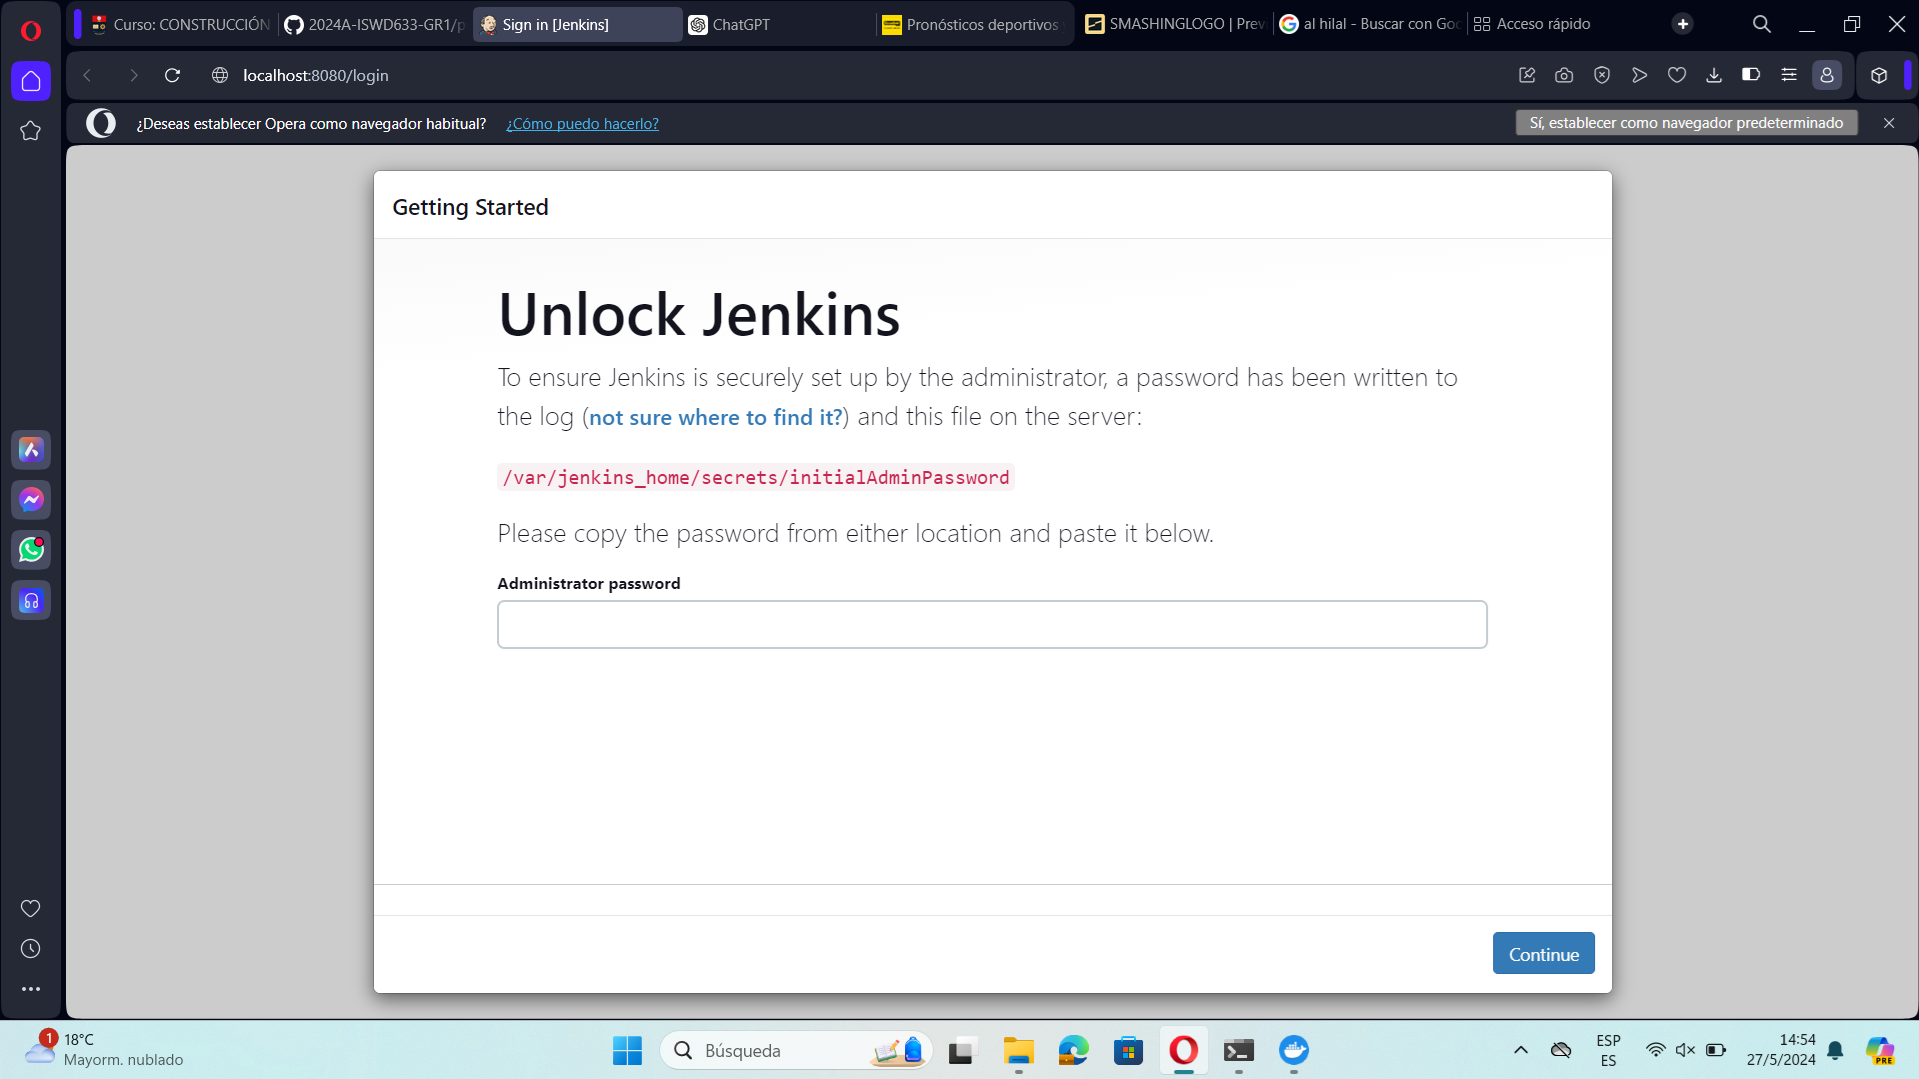 Curso: CONSTRUCCIÓN
2024A-ISWD633-GR1/p
Sign in [Jenkins]
ChatGPT
Pronósticos deportivos
SMASHINGLOGO | Prev
al hilal - Buscar con Goo
Acceso rápido
localhost:8080/login
¿Deseas establecer Opera como navegador habitual? ¿Cómo puedo hacerlo?
Sí, establecer como navegador predeterminado
Getting Started
Unlock Jenkins
To ensure Jenkins is securely set up by the administrator, a password has been written to
the log (not sure where to find it?) and this file on the server:
/var/jenkins_home/secrets/initialAdminPassword
Please copy the password from either location and paste it below.
Administrator password
Continue
1
18°C
Mayorm. nublado
Búsqueda
ESP
ES
14:54
27/5/2024
PRE